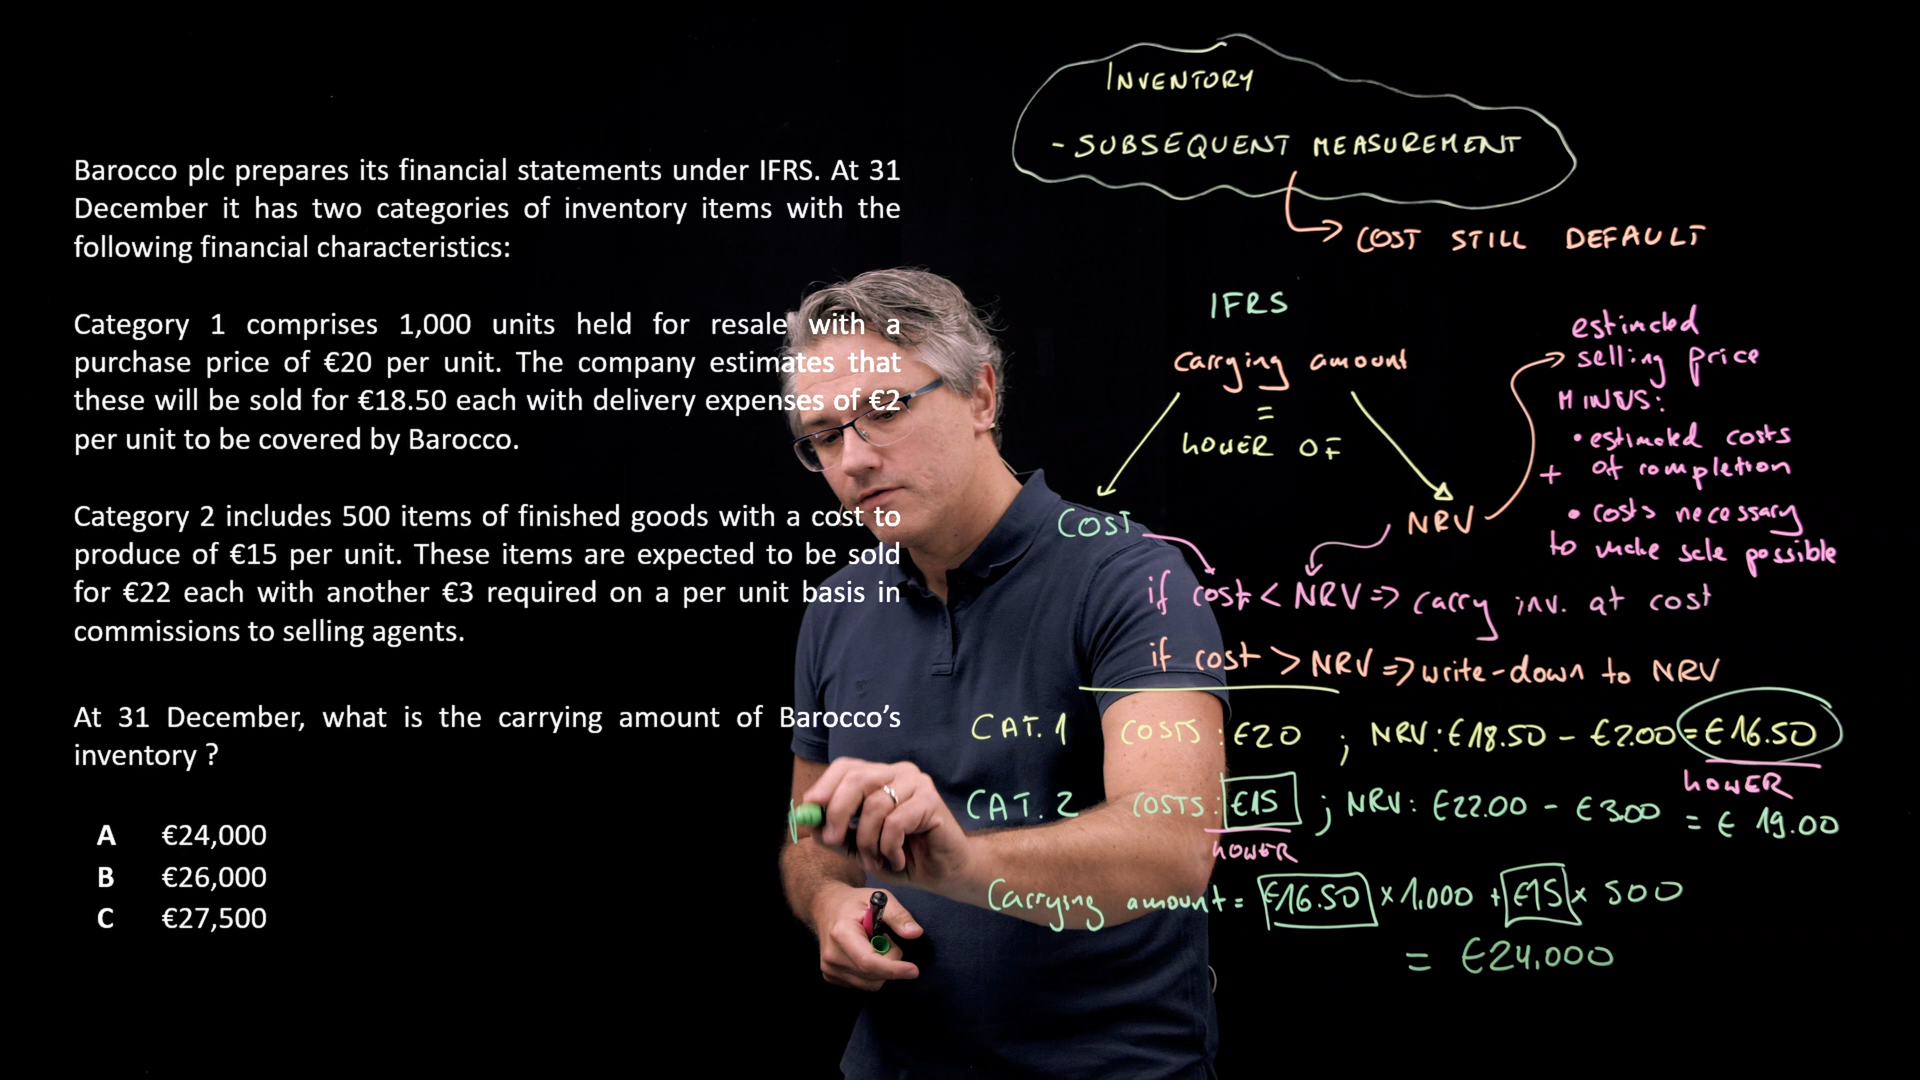 Barocco plc prepares its financial statements under IFRS. At 31
December it has two categories of inventory items with the
following financial characteristics:
Category 1 comprises 1,000 units held for resale with a
purchase price of €20 per unit. The company estimates that
these will be sold for €18.50 each with delivery expenses of €2
per unit to be covered by Barocco.
Category 2 includes 500 items of finished goods with a cost to
produce of €15 per unit. These items are expected to be sold
for €22 each with another €3 required on a per unit basis in
commissions to selling agents.
At 31 December, what is the carrying amount of Barocco’s
inventory ?
A €24,000
B €26,000
C €27,500
INVENTORY
- SUBSEQUENT MEASUREMENT
COST STILL DEFAULT
IFRS
carrying amount
=
LOWER OF
COST
NRV
estimated
selling price
MINUS:
• estimated costs
+ of completion
• costs necessary
to make sale possible
if cost < NRV => carry inv. at cost
if cost > NRV => write-down to NRV
CAT. 1 COSTS : €20 ; NRV: €18.50 - €2.00 = €16.50
LOWER
CAT. 2 COSTS : €15 ; NRV: €22.00 - €3.00 = € 19.00
LOWER
Carrying amount = €16.50 × 1.000 + €15 × 500
= €24.000